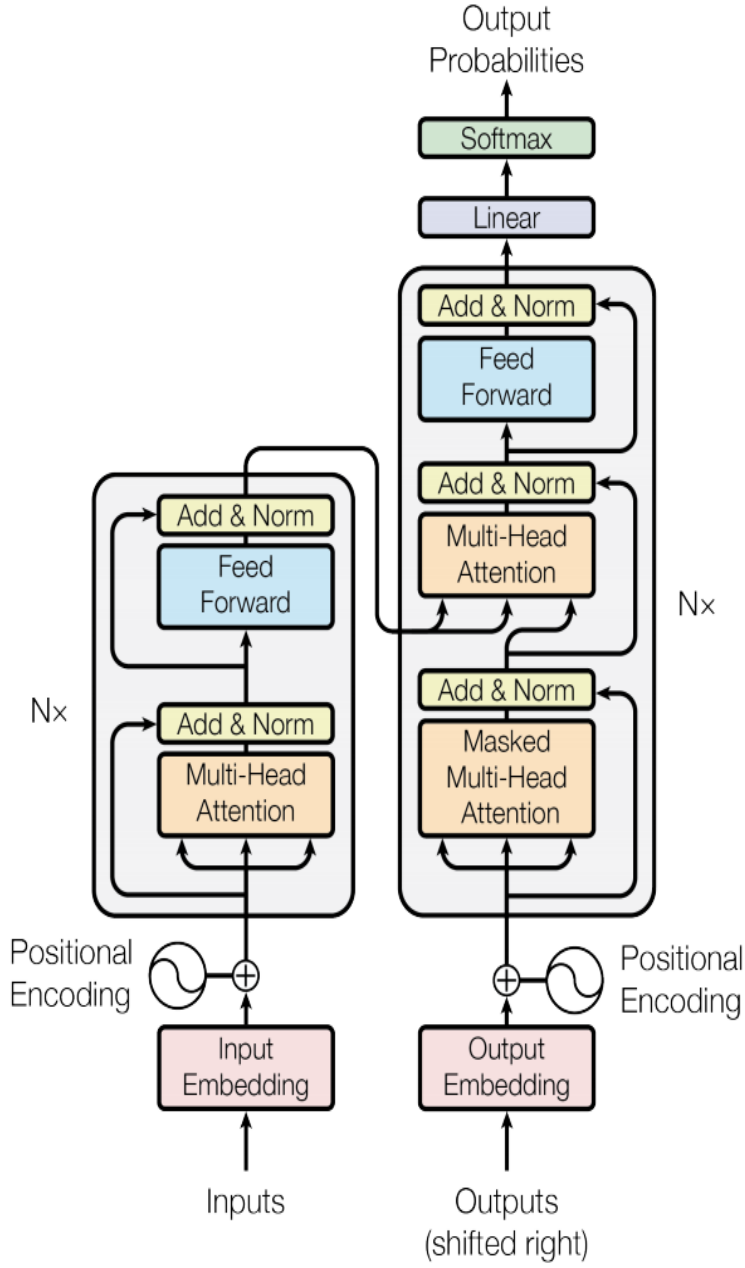 Output
Probabilities
Softmax
Linear
Add & Norm
Feed
Forward
Add & Norm
Multi-Head
Attention
Nx
Add & Norm
Masked
Multi-Head
Attention
Add & Norm
Feed
Forward
Nx
Add & Norm
Multi-Head
Attention
Positional
Encoding
Positional
Encoding
Input
Embedding
Output
Embedding
Inputs
Outputs
(shifted right)